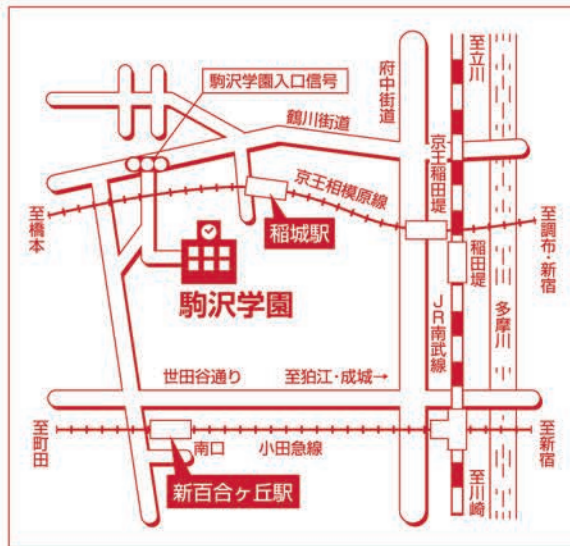 駒沢学園入口信号
府中街道
至立川
鶴川街道
京王稲田堤
京王相模原線
至橋本
稲城駅
至調布・新宿
稲田堤
駒沢学園
JR南武線
多摩川
世田谷通り
至狛江・成城→
至町田
南口
小田急線
至新宿
新百合ヶ丘駅
至川崎